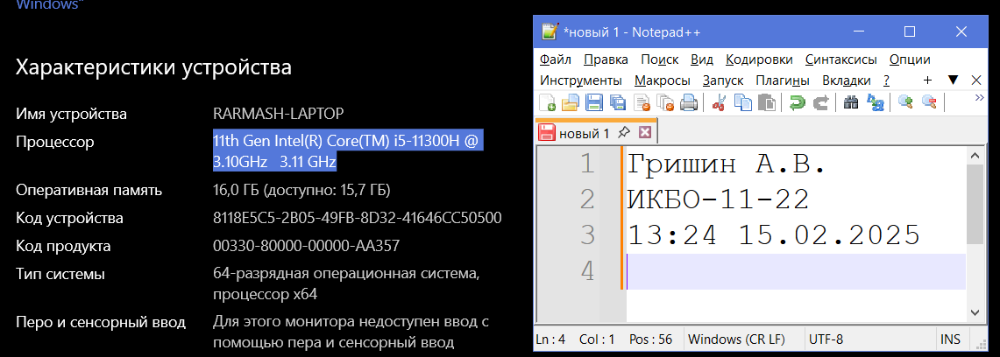 Windows"
Характеристики устройства
Имя устройства RARMASH-LAPTOP
Процессор 11th Gen Intel(R) Core(TM) i5-11300H @
3.10GHz 3.11 GHz
Оперативная память 16,0 ГБ (доступно: 15,7 ГБ)
Код устройства 8118E5C5-2B05-49FB-8D32-41646CC50500
Код продукта 00330-80000-00000-AA357
Тип системы 64-разрядная операционная система,
процессор x64
Перо и сенсорный ввод Для этого монитора недоступен ввод с
помощью пера и сенсорный ввод
*новый 1 - Notepad++
Файл Правка Поиск Вид Кодировки Синтаксисы Опции
Инструменты Макросы Запуск Плагины Вкладки ? + ▼ X
новый 1
1 Гришин А.В.
2 ИКБО-11-22
3 13:24 15.02.2025
4
Ln : 4 Col : 1 Pos : 56 Windows (CR LF) UTF-8 INS